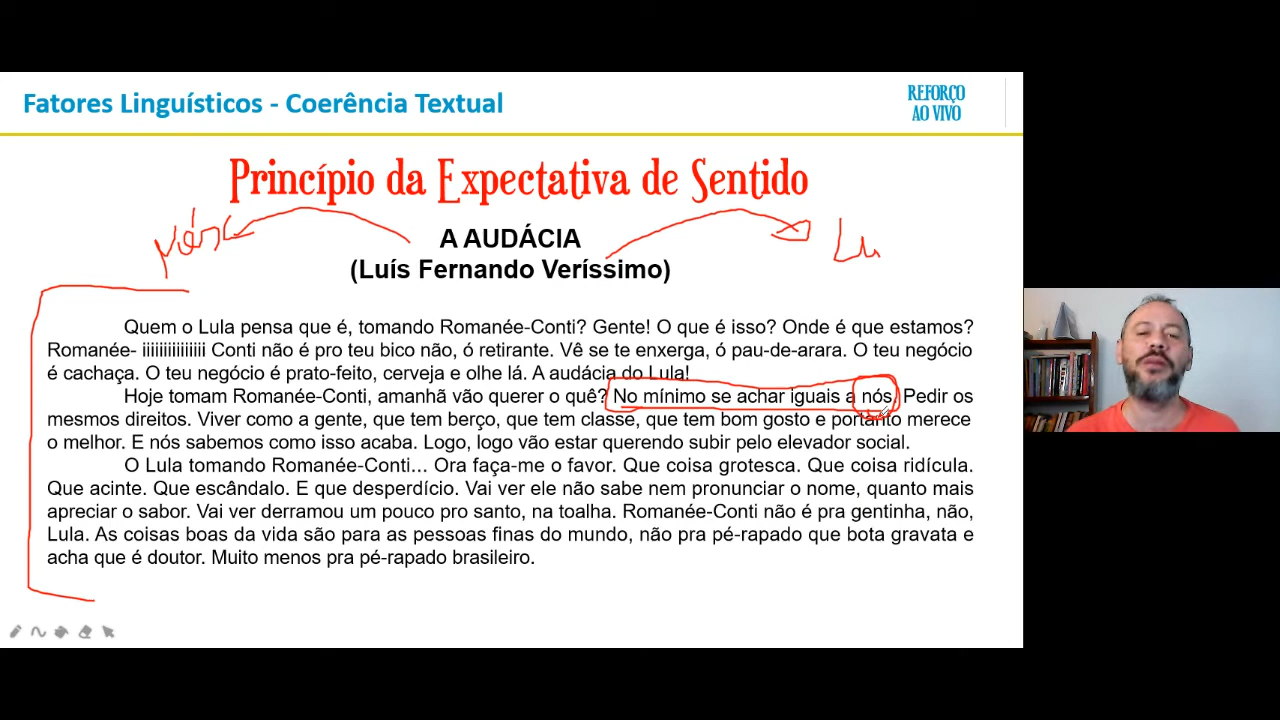 Fatores Linguísticos - Coerência Textual
REFORÇO
AO VIVO
Princípio da Expectativa de Sentido
Nós
A AUDÁCIA
Lu
(Luís Fernando Veríssimo)
Quem o Lula pensa que é, tomando Romanée-Conti? Gente! O que é isso? Onde é que estamos?
Romanée- iiiiiiiiiiiiiii Conti não é pro teu bico não, ó retirante. Vê se te enxerga, ó pau-de-arara. O teu negócio
é cachaça. O teu negócio é prato-feito, cerveja e olhe lá. A audácia do Lula!
Hoje tomam Romanée-Conti, amanhã vão querer o quê? No mínimo se achar iguais a nós. Pedir os
mesmos direitos. Viver como a gente, que tem berço, que tem classe, que tem bom gosto e portanto merece
o melhor. E nós sabemos como isso acaba. Logo, logo vão estar querendo subir pelo elevador social.
O Lula tomando Romanée-Conti... Ora faça-me o favor. Que coisa grotesca. Que coisa ridícula.
Que acinte. Que escândalo. E que desperdício. Vai ver ele não sabe nem pronunciar o nome, quanto mais
apreciar o sabor. Vai ver derramou um pouco pro santo, na toalha. Romanée-Conti não é pra gentinha, não,
Lula. As coisas boas da vida são para as pessoas finas do mundo, não pra pé-rapado que bota gravata e
acha que é doutor. Muito menos pra pé-rapado brasileiro.